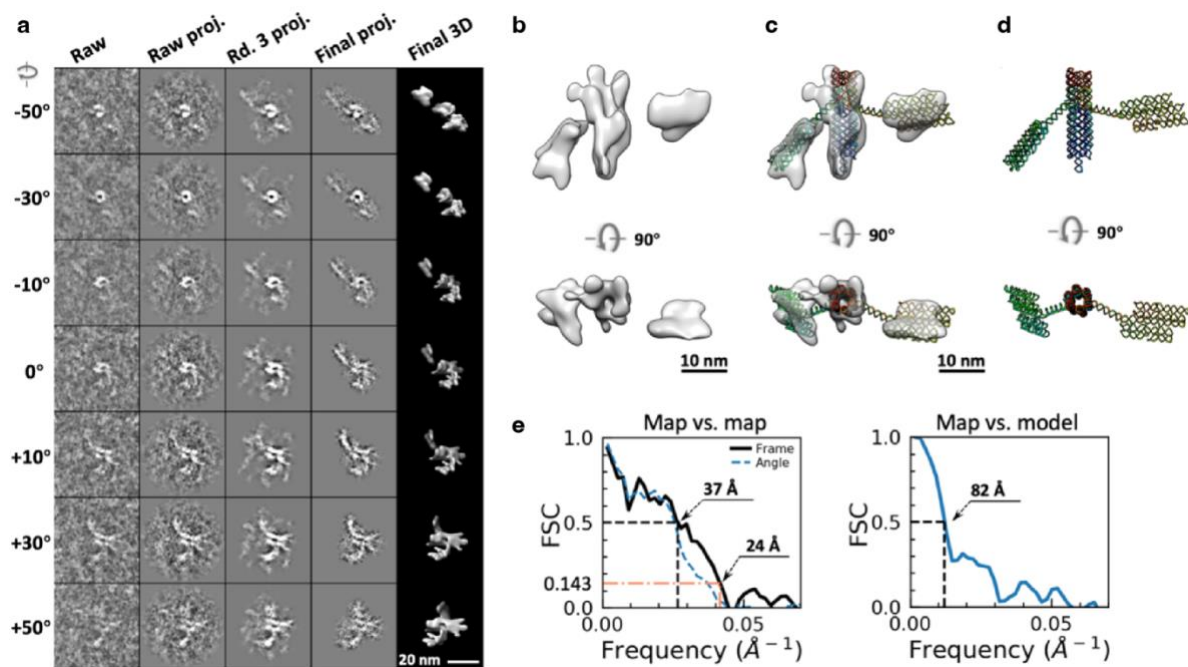 a
Raw
Raw proj.
Rd. 3 proj.
Final proj.
Final 3D
-50°
-30°
-10°
0°
+10°
+30°
+50°
20 nm
b
c
d
90°
90°
90°
10 nm
10 nm
e
Map vs. map
1.0
0.5
0.143
0.0
FSC
Frame
Angle
37 Å
24 Å
0.00
0.05
Frequency (Å⁻¹)
Map vs. model
1.0
0.5
0.0
FSC
82 Å
0.00
0.05
Frequency (Å⁻¹)